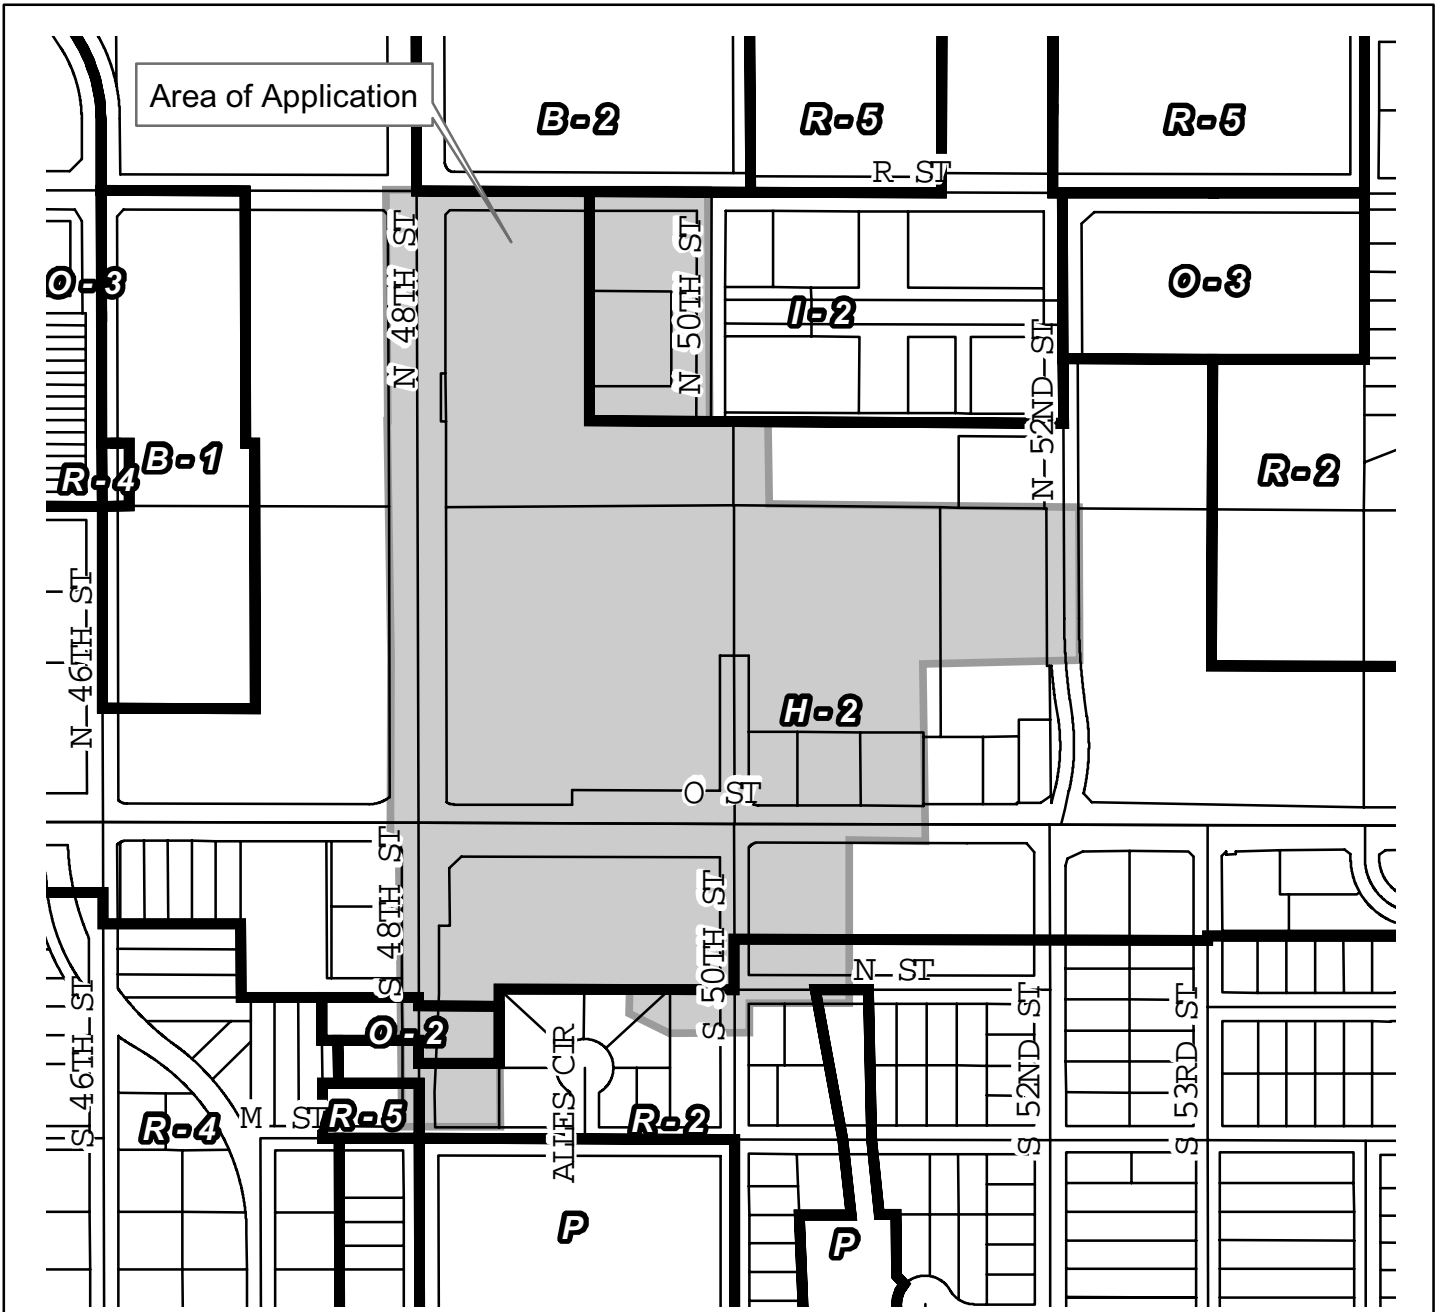 Area of Application
B-2
R-5
R-5
R ST
N 48TH ST
N 50TH ST
O-3
I-2
O-3
N 52ND ST
R-4
B-1
R-2
N 46TH ST
H-2
O ST
S 48TH ST
S 50TH ST
N ST
S 46TH ST
O-2
ALLES CIR
S 52ND ST
S 53RD ST
R-4
M ST
R-5
R-2
P
P